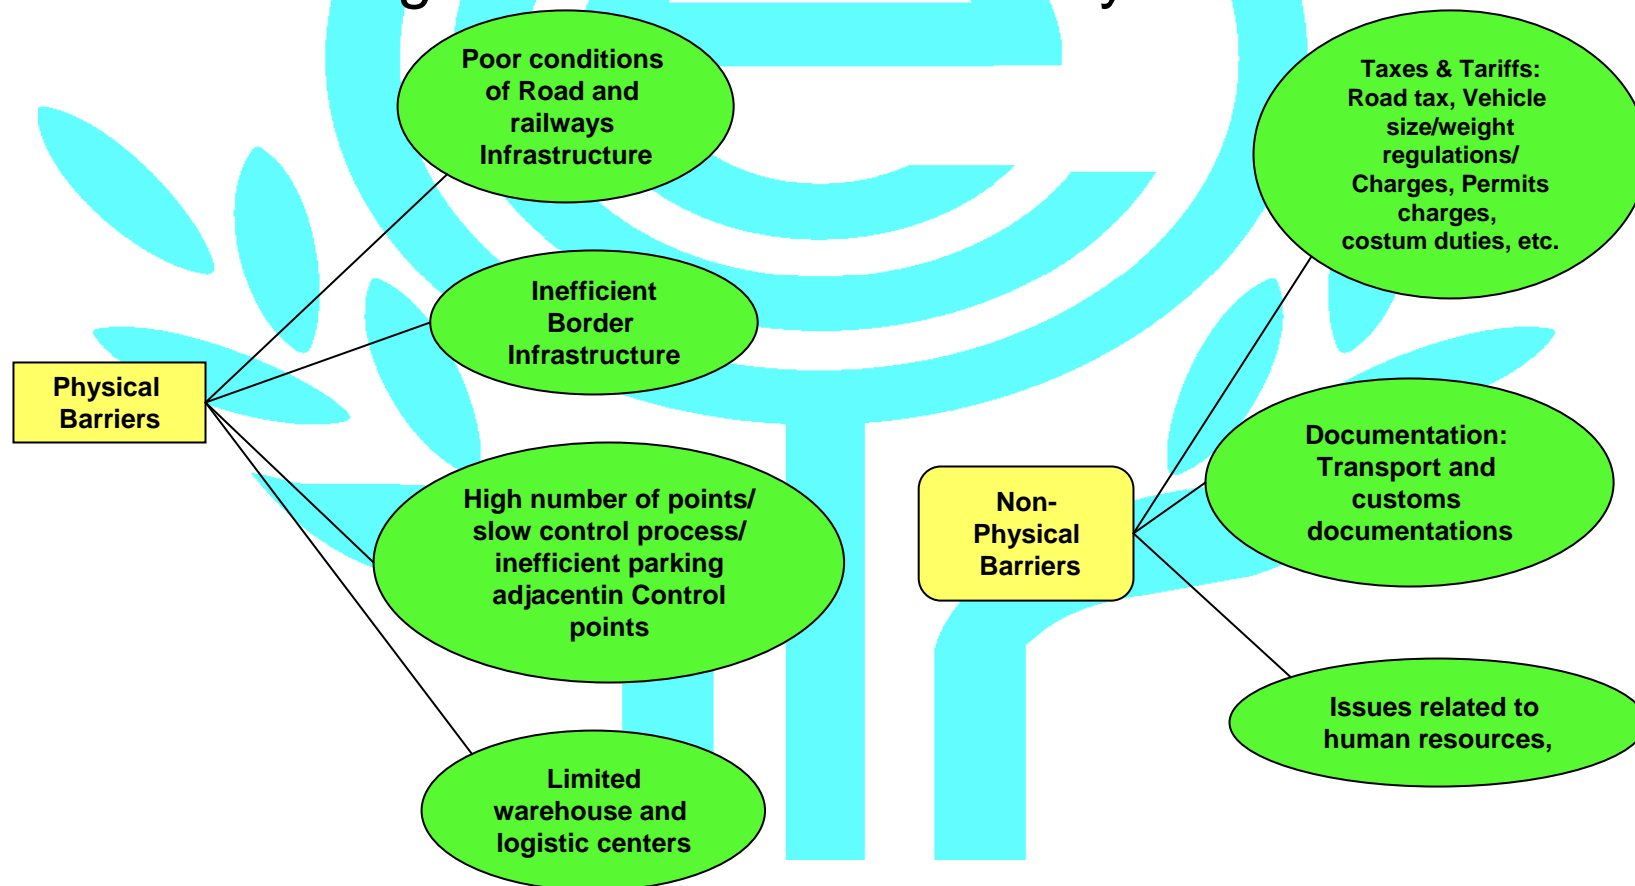 Poor conditions
of Road and
railways
Infrastructure
Inefficient
Border
Infrastructure
Physical
Barriers
High number of points/
slow control process/
inefficient parking
adjacentin Control
points
Limited
warehouse and
logistic centers
Taxes & Tariffs:
Road tax, Vehicle
size/weight
regulations/
Charges, Permits
charges,
costum duties, etc.
Documentation:
Transport and
customs
documentations
Non-
Physical
Barriers
Issues related to
human resources,